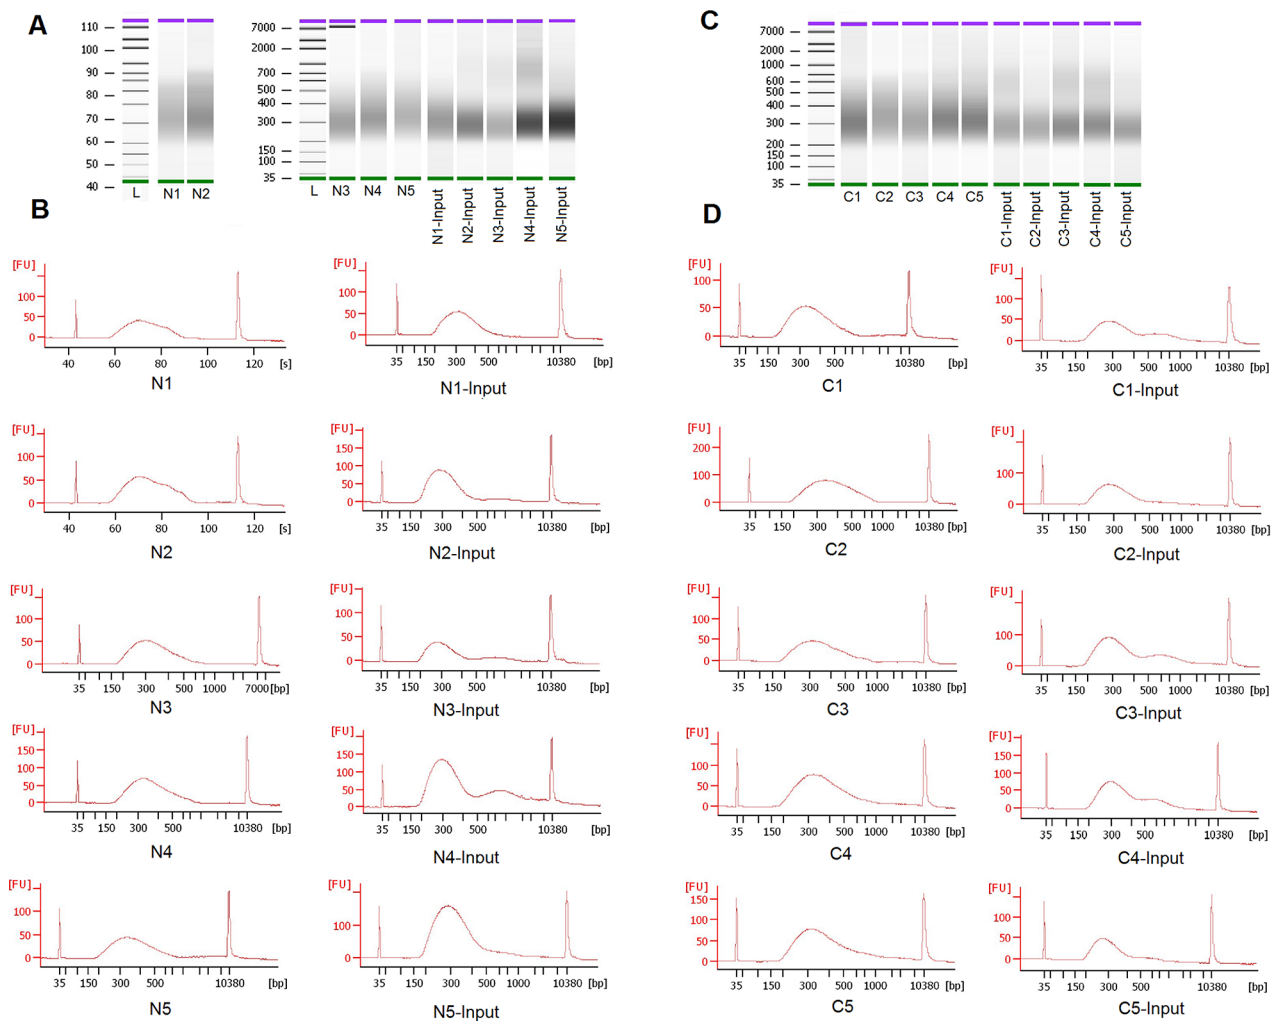 A
110
100
90
80
70
60
50
40
L
N1
N2
7000
2000
700
500
400
300
150
100
35
L
N3
N4
N5
N1-Input
N2-Input
N3-Input
N4-Input
N5-Input
C
7000
2000
1000
600
500
400
300
200
150
100
35
C1
C2
C3
C4
C5
C1-Input
C2-Input
C3-Input
C4-Input
C5-Input
B
[FU]
100
50
0
40 60 80 100 120 [s]
N1
[FU]
100
50
0
35 150 300 500 10380 [bp]
N1-Input
[FU]
100
50
0
40 60 80 100 120 [s]
N2
[FU]
150
100
50
0
35 150 300 500 10380 [bp]
N2-Input
[FU]
100
50
0
35 150 300 500 1000 7000 [bp]
N3
[FU]
100
50
0
35 150 300 500 10380 [bp]
N3-Input
[FU]
150
100
50
0
35 150 300 500 10380 [bp]
N4
[FU]
150
100
50
0
35 150 300 500 10380 [bp]
N4-Input
[FU]
100
50
0
35 150 300 500 10380 [bp]
N5
[FU]
100
0
35 150 300 500 1000 10380 [bp]
N5-Input
D
[FU]
100
50
0
35 150 300 500 10380 [bp]
C1
[FU]
100
50
0
35 150 300 500 1000 10380 [bp]
C1-Input
[FU]
200
100
0
35 150 300 500 1000 10380 [bp]
C2
[FU]
100
0
35 150 300 500 1000 10380 [bp]
C2-Input
[FU]
100
50
0
35 150 300 500 1000 10380 [bp]
C3
[FU]
100
0
35 150 300 500 1000 10380 [bp]
C3-Input
[FU]
150
100
50
0
35 150 300 500 1000 10380 [bp]
C4
[FU]
150
100
50
0
35 150 300 500 10380 [bp]
C4-Input
[FU]
150
100
50
0
35 150 300 500 1000 10380 [bp]
C5
[FU]
100
50
0
35 150 300 500 10380 [bp]
C5-Input